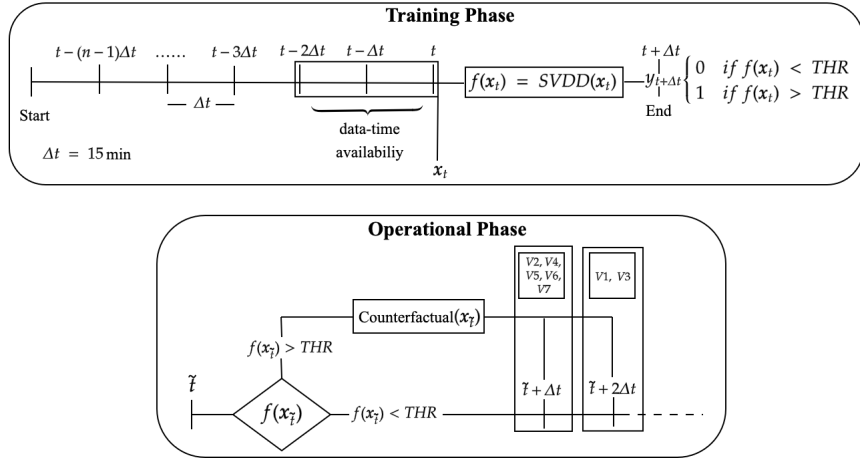 Training Phase
t−(n−1)Δt ...... t−3Δt t−2Δt t−Δt t t+Δt
f(x_t) = SVDD(x_t) y_{t+Δt} { 0 if f(x_t) < THR
1 if f(x_t) > THR
Start Δt End
data-time
availabiliy
Δt = 15 min
x_t
Operational Phase
V2, V4,
V5, V6,
V7
V1, V3
Counterfactual(x_t̃)
f(x_t̃) > THR
t̃ t̃+Δt t̃+2Δt
f(x_t̃) f(x_t̃) < THR